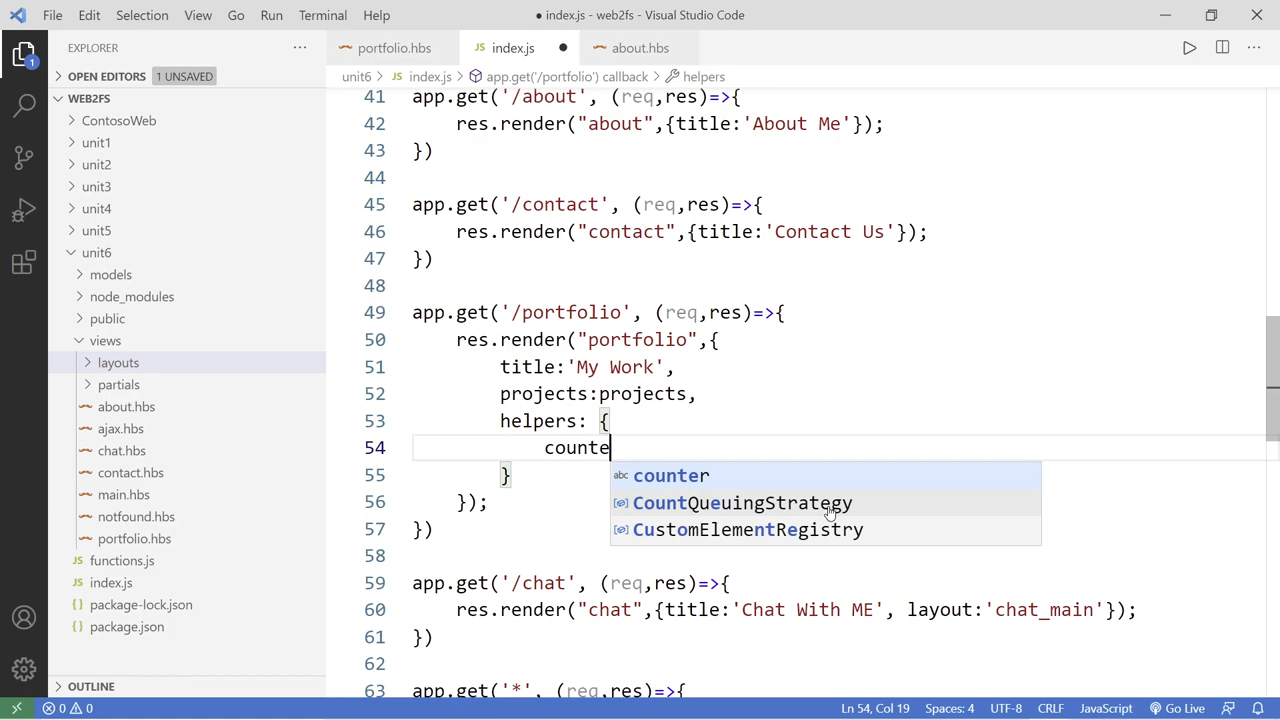 File Edit Selection View Go Run Terminal Help
● index.js - web2fs - Visual Studio Code
EXPLORER
portfolio.hbs
JS index.js
about.hbs
OPEN EDITORS 1 UNSAVED
unit6 > JS index.js > app.get('/portfolio') callback > helpers
1
WEB2FS
ContosoWeb
unit1
unit2
unit3
unit4
unit5
unit6
models
node_modules
public
views
layouts
partials
about.hbs
ajax.hbs
chat.hbs
contact.hbs
main.hbs
notfound.hbs
portfolio.hbs
JS functions.js
JS index.js
{} package-lock.json
{} package.json
OUTLINE
41 app.get('/about', (req,res)=>{
42 res.render("about",{title:'About Me'});
43 })
44
45 app.get('/contact', (req,res)=>{
46 res.render("contact",{title:'Contact Us'});
47 })
48
49 app.get('/portfolio', (req,res)=>{
50 res.render("portfolio",{
51 title:'My Work',
52 projects:projects,
53 helpers: {
54 counte
abc counter
CountQueuingStrategy
CustomElementRegistry
55 }
56 });
57 })
58
59 app.get('/chat', (req,res)=>{
60 res.render("chat",{title:'Chat With ME', layout:'chat_main'});
61 })
62
63 app.get('*', (req,res)=>{
0 0
Ln 54, Col 19 Spaces: 4 UTF-8 CRLF JavaScript Go Live